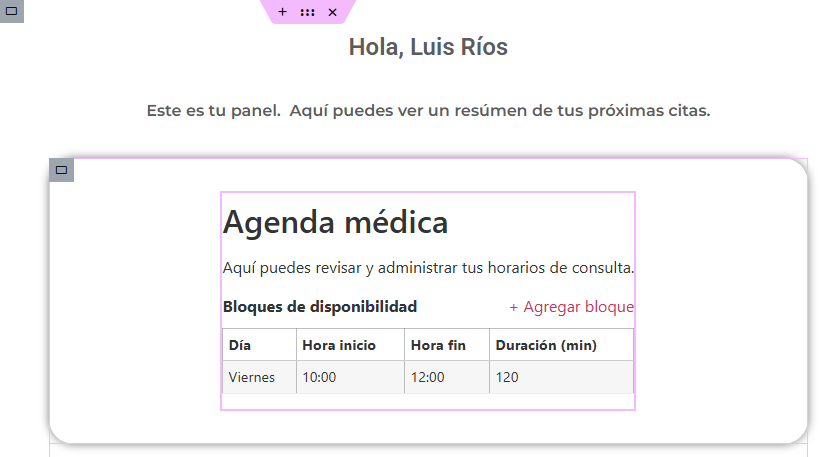 Hola, Luis Ríos
Este es tu panel.  Aquí puedes ver un resúmen de tus próximas citas.
Agenda médica
Aquí puedes revisar y administrar tus horarios de consulta.
Bloques de disponibilidad + Agregar bloque
Día Hora inicio Hora fin Duración (min)
Viernes 10:00 12:00 120